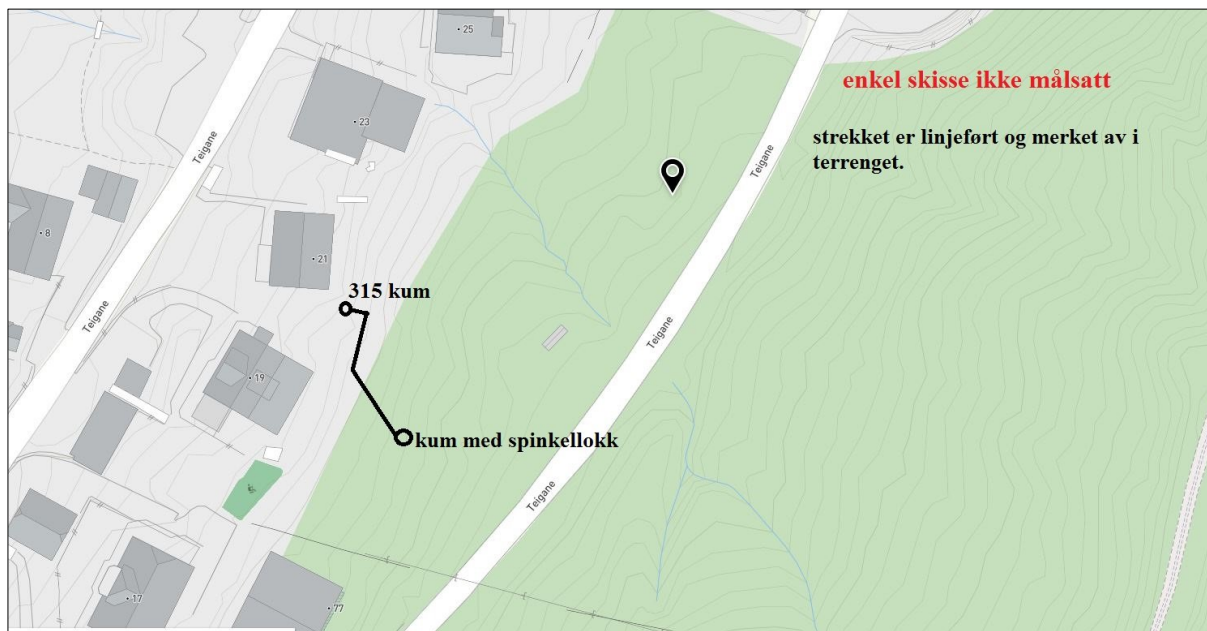 25
enkel skisse ikke målsatt
23
Teigane
strekket er linjeført og merket av i
terrenget.
Teigane
8
21
315 kum
Teigane
Teigane
19
kum med spinkellokk
Teigane
17
77